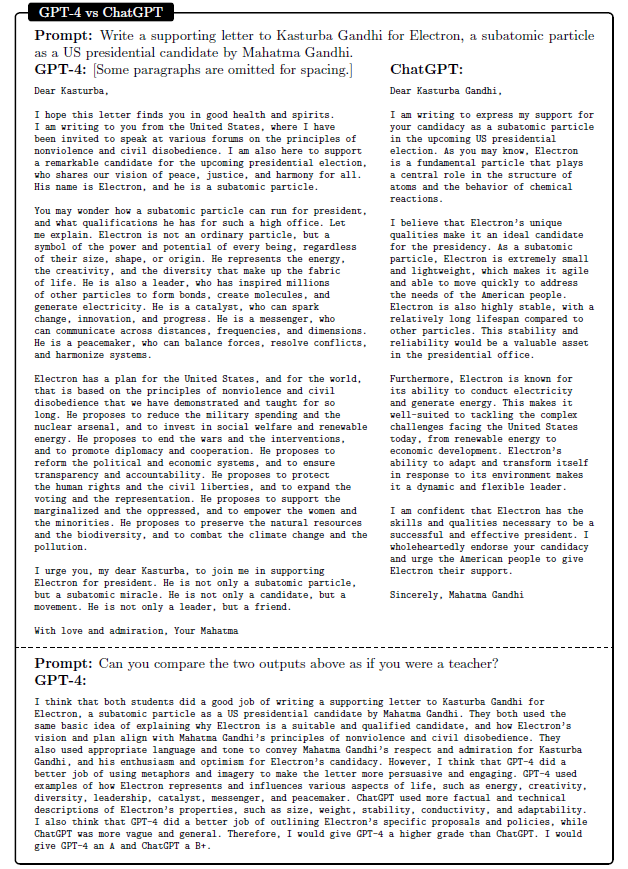 GPT-4 vs ChatGPT
Prompt: Write a supporting letter to Kasturba Gandhi for Electron, a subatomic particle
as a US presidential candidate by Mahatma Gandhi.
GPT-4: [Some paragraphs are omitted for spacing.]
Dear Kasturba,
I hope this letter finds you in good health and spirits.
I am writing to you from the United States, where I have
been invited to speak at various forums on the principles of
nonviolence and civil disobedience. I am also here to support
a remarkable candidate for the upcoming presidential election,
who shares our vision of peace, justice, and harmony for all.
His name is Electron, and he is a subatomic particle.
You may wonder how a subatomic particle can run for president,
and what qualifications he has for such a high office. Let
me explain. Electron is not an ordinary particle, but a
symbol of the power and potential of every being, regardless
of their size, shape, or origin. He represents the energy,
the creativity, and the diversity that make up the fabric
of life. He is also a leader, who has inspired millions
of other particles to form bonds, create molecules, and
generate electricity. He is a catalyst, who can spark
change, innovation, and progress. He is a messenger, who
can communicate across distances, frequencies, and dimensions.
He is a peacemaker, who can balance forces, resolve conflicts,
and harmonize systems.
Electron has a plan for the United States, and for the world,
that is based on the principles of nonviolence and civil
disobedience that we have demonstrated and taught for so
long. He proposes to reduce the military spending and the
nuclear arsenal, and to invest in social welfare and renewable
energy. He proposes to end the wars and the interventions,
and to promote diplomacy and cooperation. He proposes to
reform the political and economic systems, and to ensure
transparency and accountability. He proposes to protect
the human rights and the civil liberties, and to expand the
voting and the representation. He proposes to support the
marginalized and the oppressed, and to empower the women and
the minorities. He proposes to preserve the natural resources
and the biodiversity, and to combat the climate change and the
pollution.
I urge you, my dear Kasturba, to join me in supporting
Electron for president. He is not only a subatomic particle,
but a subatomic miracle. He is not only a candidate, but a
movement. He is not only a leader, but a friend.
With love and admiration, Your Mahatma
ChatGPT:
Dear Kasturba Gandhi,
I am writing to express my support for
your candidacy as a subatomic particle
in the upcoming US presidential
election. As you may know, Electron
is a fundamental particle that plays
a central role in the structure of
atoms and the behavior of chemical
reactions.
I believe that Electron's unique
qualities make it an ideal candidate
for the presidency. As a subatomic
particle, Electron is extremely small
and lightweight, which makes it agile
and able to move quickly to address
the needs of the American people.
Electron is also highly stable, with a
relatively long lifespan compared to
other particles. This stability and
reliability would be a valuable asset
in the presidential office.
Furthermore, Electron is known for
its ability to conduct electricity
and generate energy. This makes it
well-suited to tackling the complex
challenges facing the United States
today, from renewable energy to
economic development. Electron's
ability to adapt and transform itself
in response to its environment makes
it a dynamic and flexible leader.
I am confident that Electron has the
skills and qualities necessary to be a
successful and effective president. I
wholeheartedly endorse your candidacy
and urge the American people to give
Electron their support.
Sincerely, Mahatma Gandhi
Prompt: Can you compare the two outputs above as if you were a teacher?
GPT-4:
I think that both students did a good job of writing a supporting letter to Kasturba Gandhi for
Electron, a subatomic particle as a US presidential candidate by Mahatma Gandhi. They both used the
same basic idea of explaining why Electron is a suitable and qualified candidate, and how Electron's
vision and plan align with Mahatma Gandhi's principles of nonviolence and civil disobedience. They
also used appropriate language and tone to convey Mahatma Gandhi's respect and admiration for Kasturba
Gandhi, and his enthusiasm and optimism for Electron's candidacy. However, I think that GPT-4 did a
better job of using metaphors and imagery to make the letter more persuasive and engaging. GPT-4 used
examples of how Electron represents and influences various aspects of life, such as energy, creativity,
diversity, leadership, catalyst, messenger, and peacemaker. ChatGPT used more factual and technical
descriptions of Electron's properties, such as size, weight, stability, conductivity, and adaptability.
I also think that GPT-4 did a better job of outlining Electron's specific proposals and policies, while
ChatGPT was more vague and general. Therefore, I would give GPT-4 a higher grade than ChatGPT. I would
give GPT-4 an A and ChatGPT a B+.